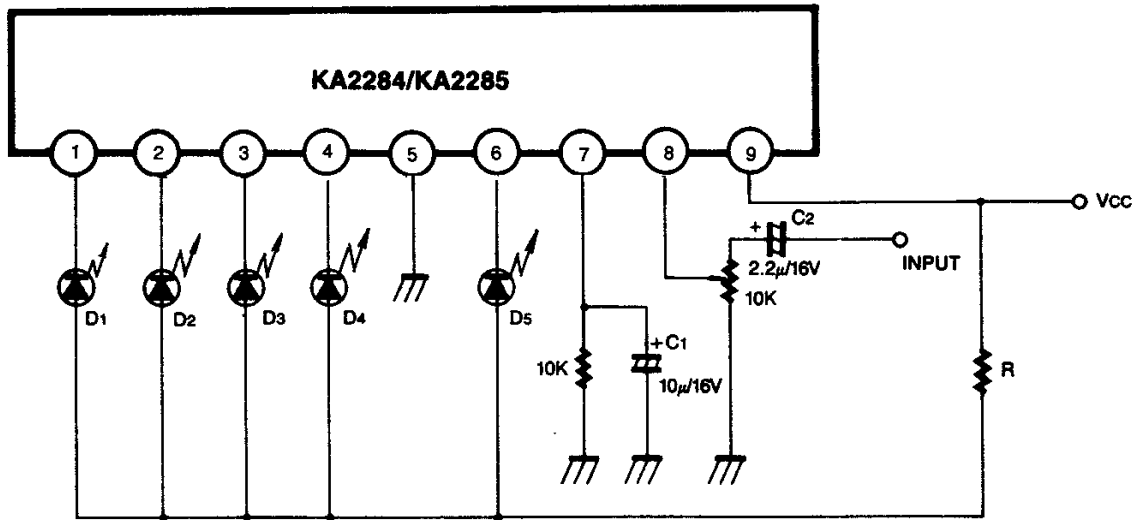 KA2284/KA2285
1 2 3 4 5 6 7 8 9
VCC
C2
+
2.2μ/16V
INPUT
10K
D1 D2 D3 D4 D5
+C1
10K
10μ/16V
R